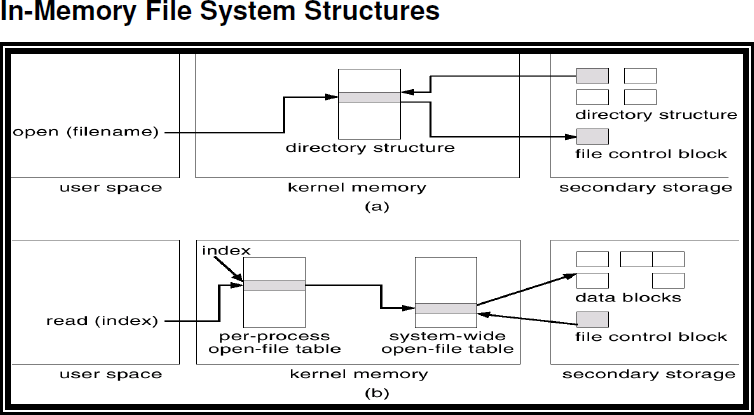 In-Memory File System Structures
open (filename)
directory structure
directory structure
file control block
user space
kernel memory
secondary storage
(a)
index
read (index)
per-process
open-file table
system-wide
open-file table
data blocks
file control block
user space
kernel memory
secondary storage
(b)